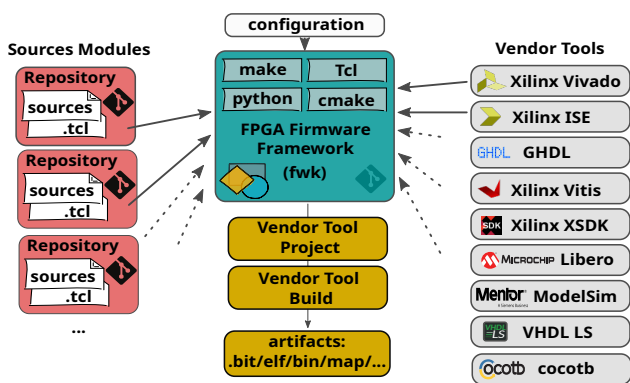 configuration
Sources Modules
Repository
sources
.tcl
Repository
sources
.tcl
Repository
sources
.tcl
...
make
Tcl
python
cmake
FPGA Firmware
Framework
(fwk)
Vendor Tool
Project
Vendor Tool
Build
artifacts:
.bit/elf/bin/map/...
Vendor Tools
Xilinx Vivado
Xilinx ISE
GHDL GHDL
Xilinx Vitis
SDK Xilinx XSDK
MICROCHIP Libero
Mentor ModelSim
A Siemens Business
VHDL LS VHDL LS
cocotb cocotb